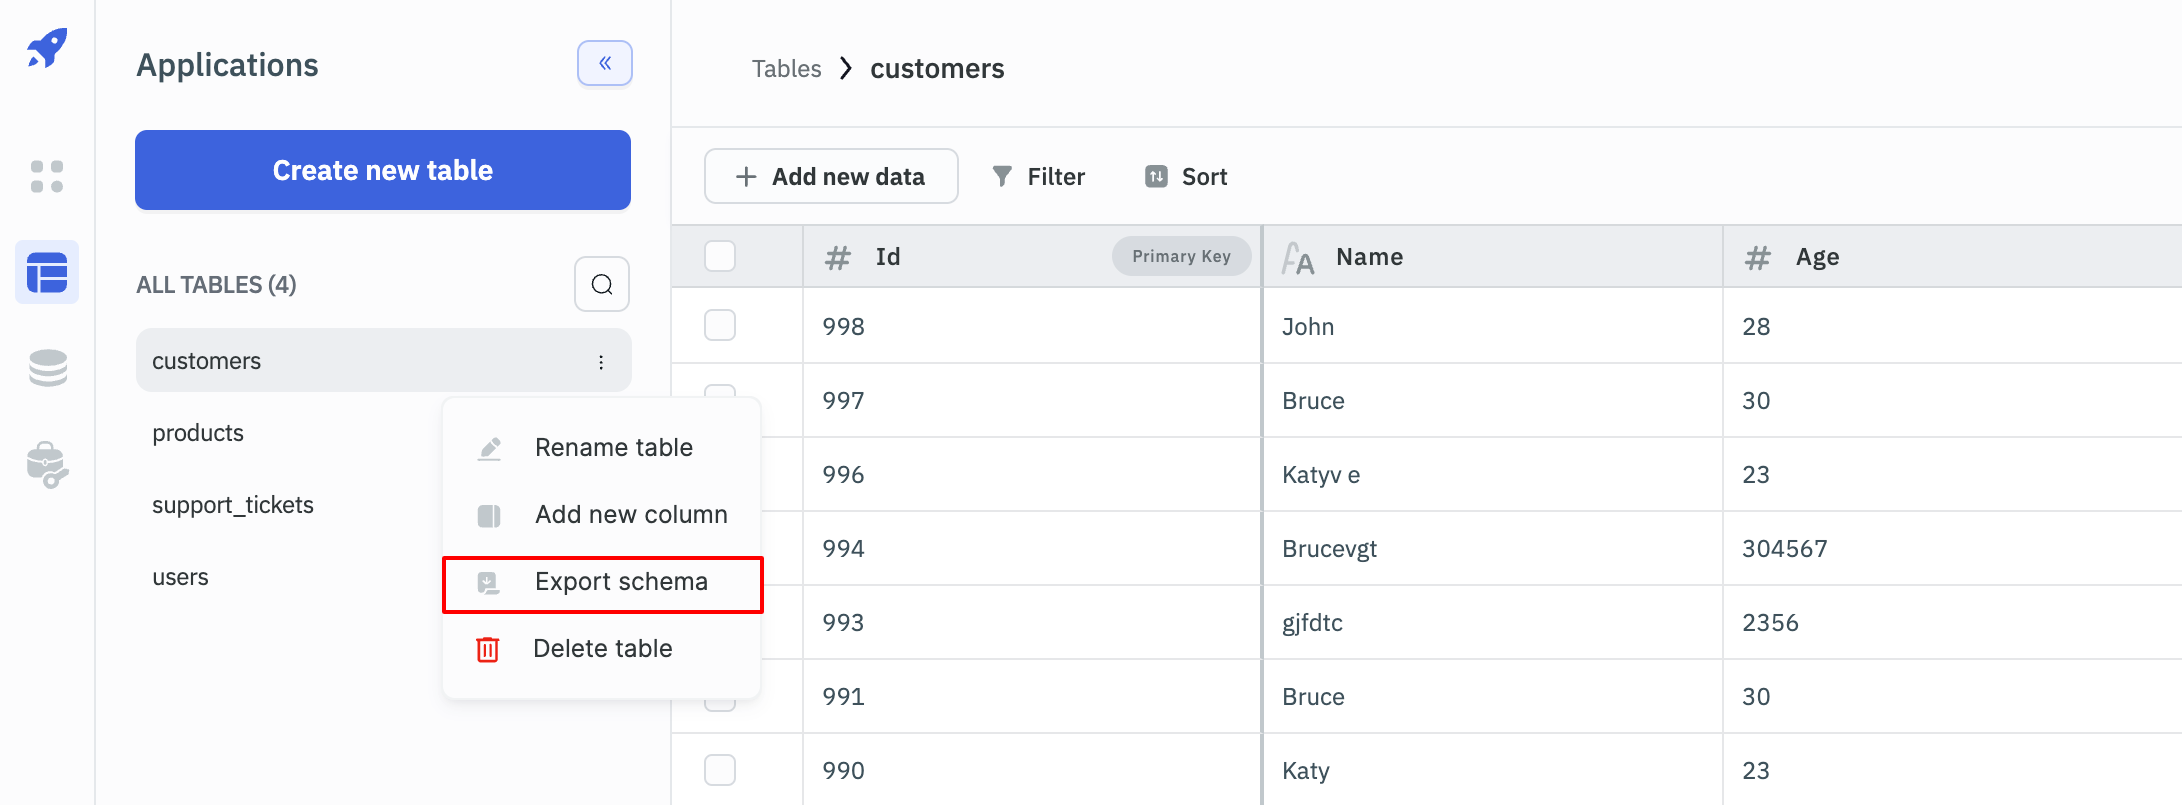 Applications
«
Create new table
ALL TABLES (4)
customers
products
support_tickets
users
Rename table
Add new column
Export schema
Delete table
Tables > customers
+ Add new data Filter Sort
# Id Primary Key AA Name # Age
998 John 28
997 Bruce 30
996 Katyv e 23
994 Brucevgt 304567
993 gjfdtc 2356
991 Bruce 30
990 Katy 23